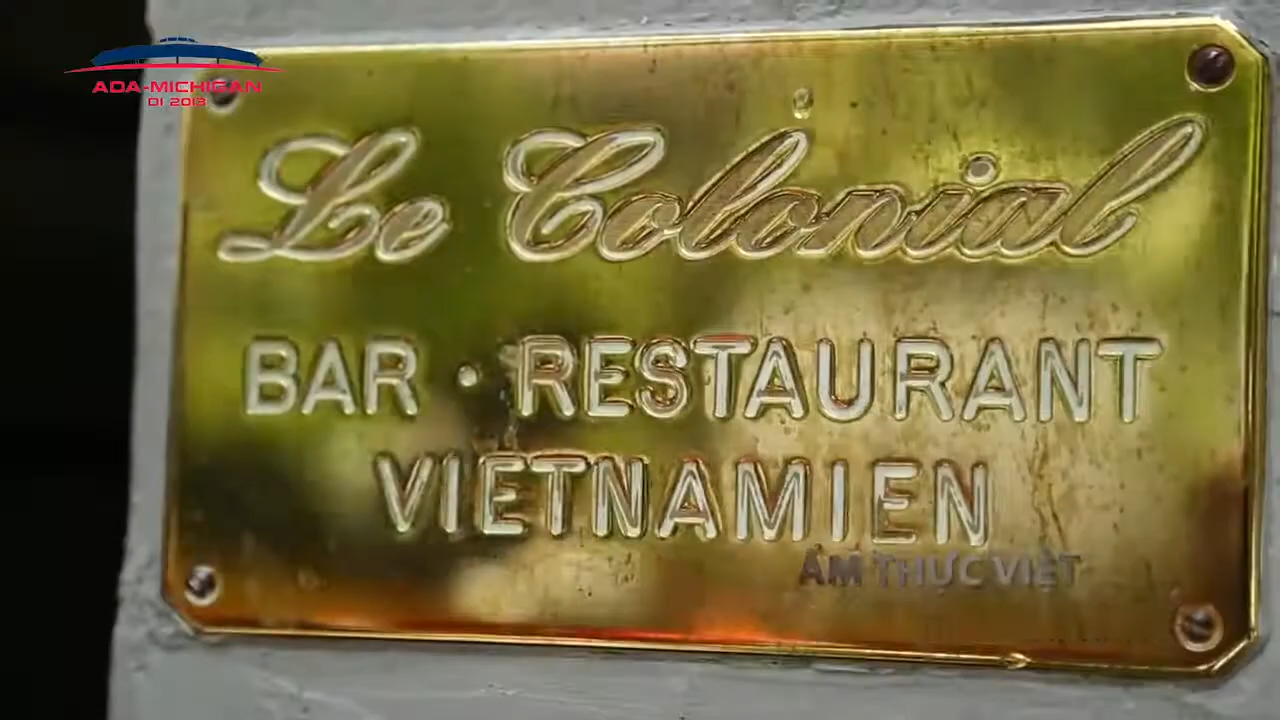 ADA-MICHIGAN
DI 2013
Le Colonial
BAR · RESTAURANT
VIETNAMIEN
ẨM THỰC VIỆT